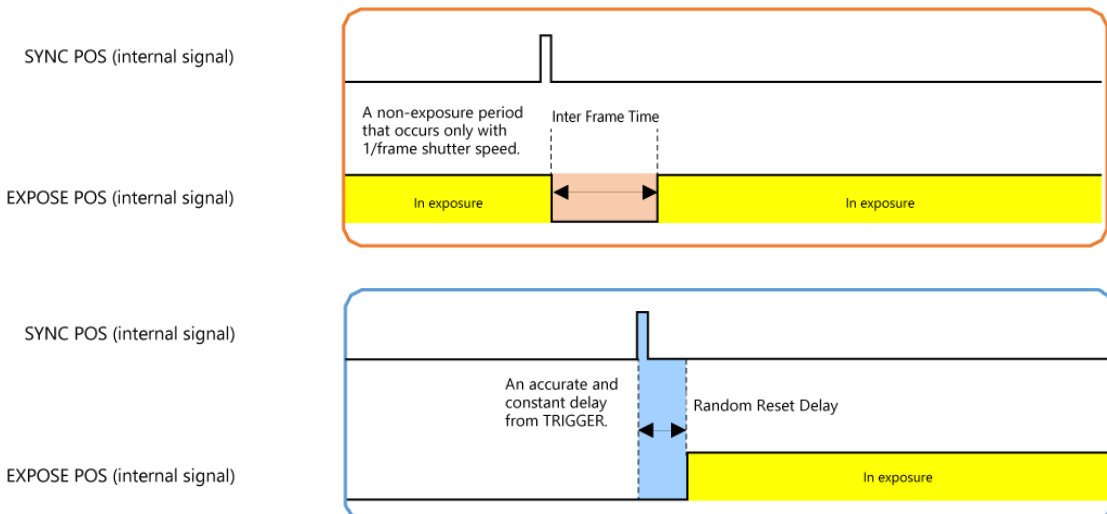 SYNC POS (internal signal)
A non-exposure period
that occurs only with
1/frame shutter speed.
Inter Frame Time
EXPOSE POS (internal signal)
In exposure
In exposure
SYNC POS (internal signal)
An accurate and
constant delay
from TRIGGER.
Random Reset Delay
EXPOSE POS (internal signal)
In exposure